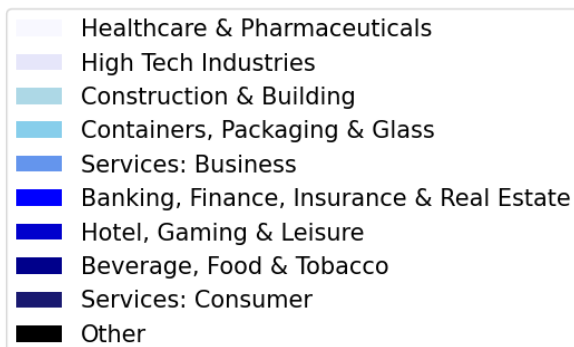 Healthcare & Pharmaceuticals
High Tech Industries
Construction & Building
Containers, Packaging & Glass
Services: Business
Banking, Finance, Insurance & Real Estate
Hotel, Gaming & Leisure
Beverage, Food & Tobacco
Services: Consumer
Other